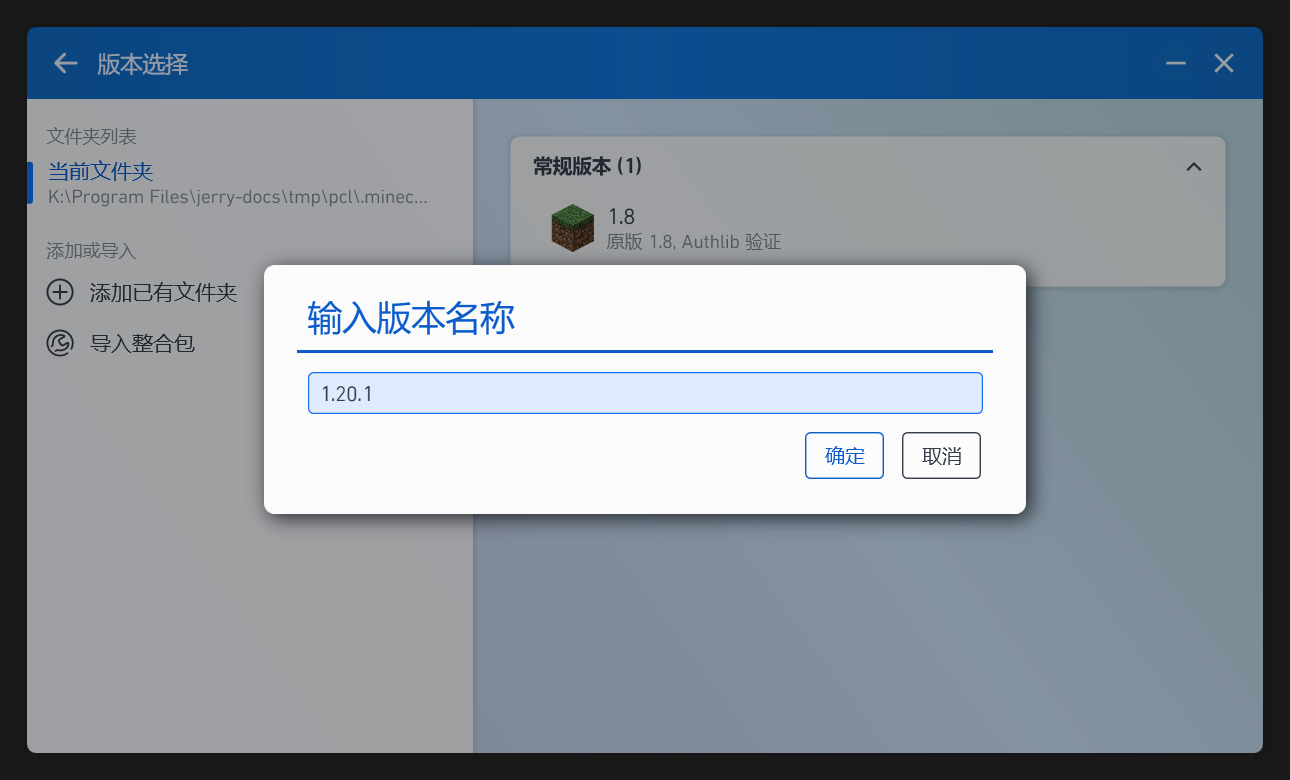 版本选择
文件夹列表
当前文件夹
K:\Program Files\jerry-docs\tmp\pcl\.minec...
添加或导入
添加已有文件夹
导入整合包
常规版本 (1)
1.8
原版 1.8, Authlib 验证
输入版本名称
1.20.1
确定
取消